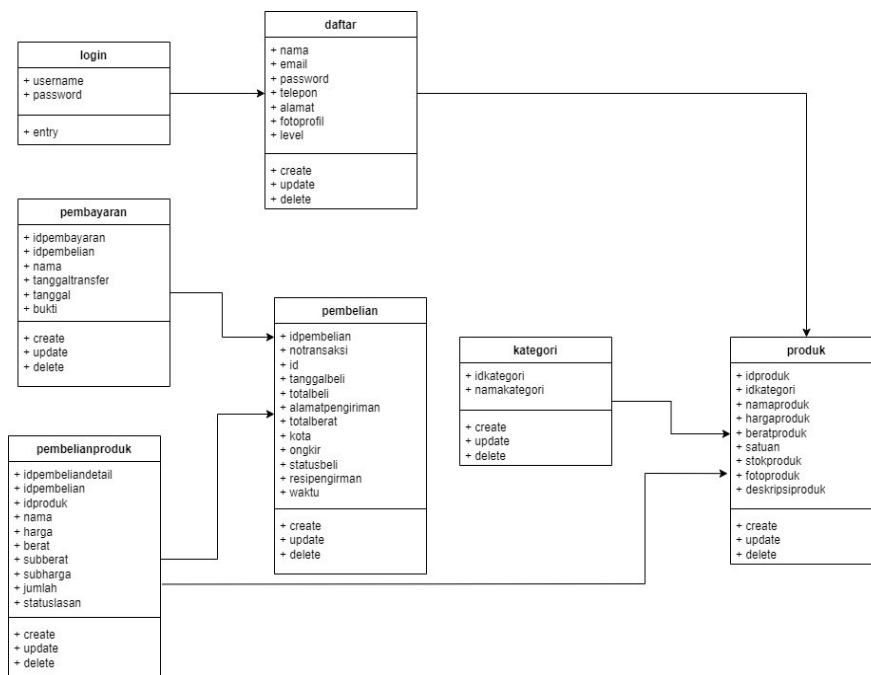 login
+ username
+ password
+ entry
daftar
+ nama
+ email
+ password
+ telepon
+ alamat
+ fotoprofil
+ level
+ create
+ update
+ delete
pembayaran
+ idpembayaran
+ idpembelian
+ nama
+ tanggaltransfer
+ tanggal
+ bukti
+ create
+ update
+ delete
pembelian
+ idpembelian
+ notransaksi
+ id
+ tanggalbeli
+ totalbeli
+ alamatpengiriman
+ totalberat
+ kota
+ ongkir
+ statusbeli
+ resipengirman
+ waktu
+ create
+ update
+ delete
kategori
+ idkategori
+ namakategori
+ create
+ update
+ delete
produk
+ idproduk
+ idkategori
+ namaproduk
+ hargaproduk
+ beratproduk
+ satuan
+ stokproduk
+ fotoproduk
+ deskripsiproduk
+ create
+ update
+ delete
pembelianproduk
+ idpembeliandetail
+ idpembelian
+ idproduk
+ nama
+ harga
+ berat
+ subberat
+ subharga
+ jumlah
+ statuslasan
+ create
+ update
+ delete